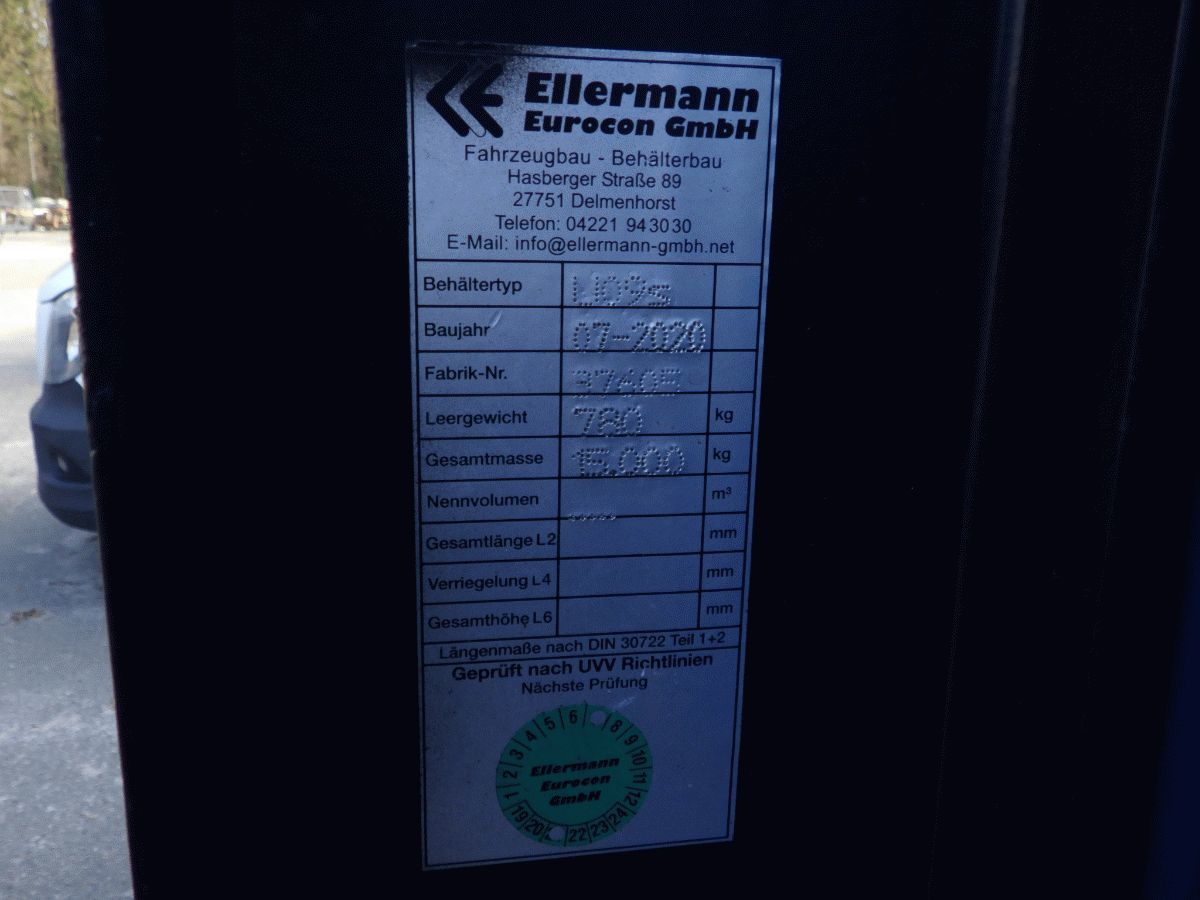 Ellermann
Eurocon GmbH
Fahrzeugbau - Behälterbau
Hasberger Straße 89
27751 Delmenhorst
Telefon: 04221 943030
E-Mail: info@ellermann-gmbh.net
Behältertyp
Baujahr 07-2020
Fabrik-Nr. 37605
Leergewicht 780 kg
Gesamtmasse 15.000 kg
Nennvolumen ---- m³
Gesamtlänge L2 mm
Verriegelung L4 mm
Gesamthöhe L6 mm
Längenmaße nach DIN 30722 Teil 1+2
Geprüft nach UVV Richtlinien
Nächste Prüfung
1 2 3 4 5 6 8 9 10 11 12
Ellermann
Eurocon
GmbH
19 20 22 23 24